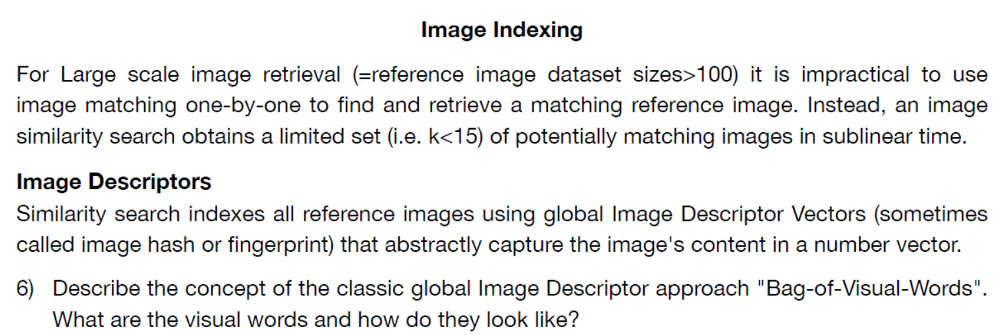 Image Indexing
For Large scale image retrieval (=reference image dataset sizes>100) it is impractical to use
image matching one-by-one to find and retrieve a matching reference image. Instead, an image
similarity search obtains a limited set (i.e. k<15) of potentially matching images in sublinear time.
Image Descriptors
Similarity search indexes all reference images using global Image Descriptor Vectors (sometimes
called image hash or fingerprint) that abstractly capture the image's content in a number vector.
6) Describe the concept of the classic global Image Descriptor approach "Bag-of-Visual-Words".
What are the visual words and how do they look like?